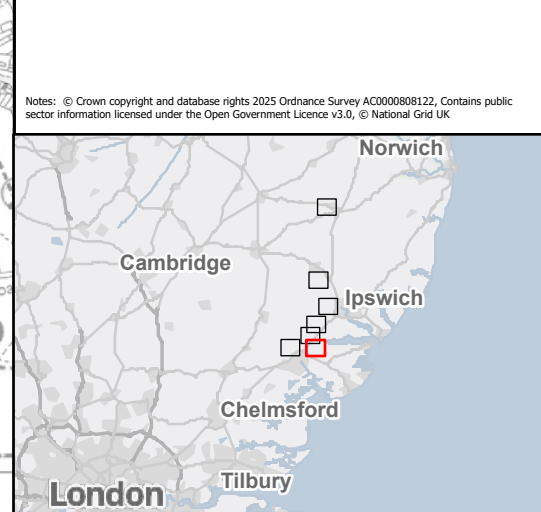 Notes: © Crown copyright and database rights 2025 Ordnance Survey AC0000808122, Contains public
sector information licensed under the Open Government Licence v3.0, © National Grid UK
Norwich
Cambridge
Ipswich
Chelmsford
Tilbury
London